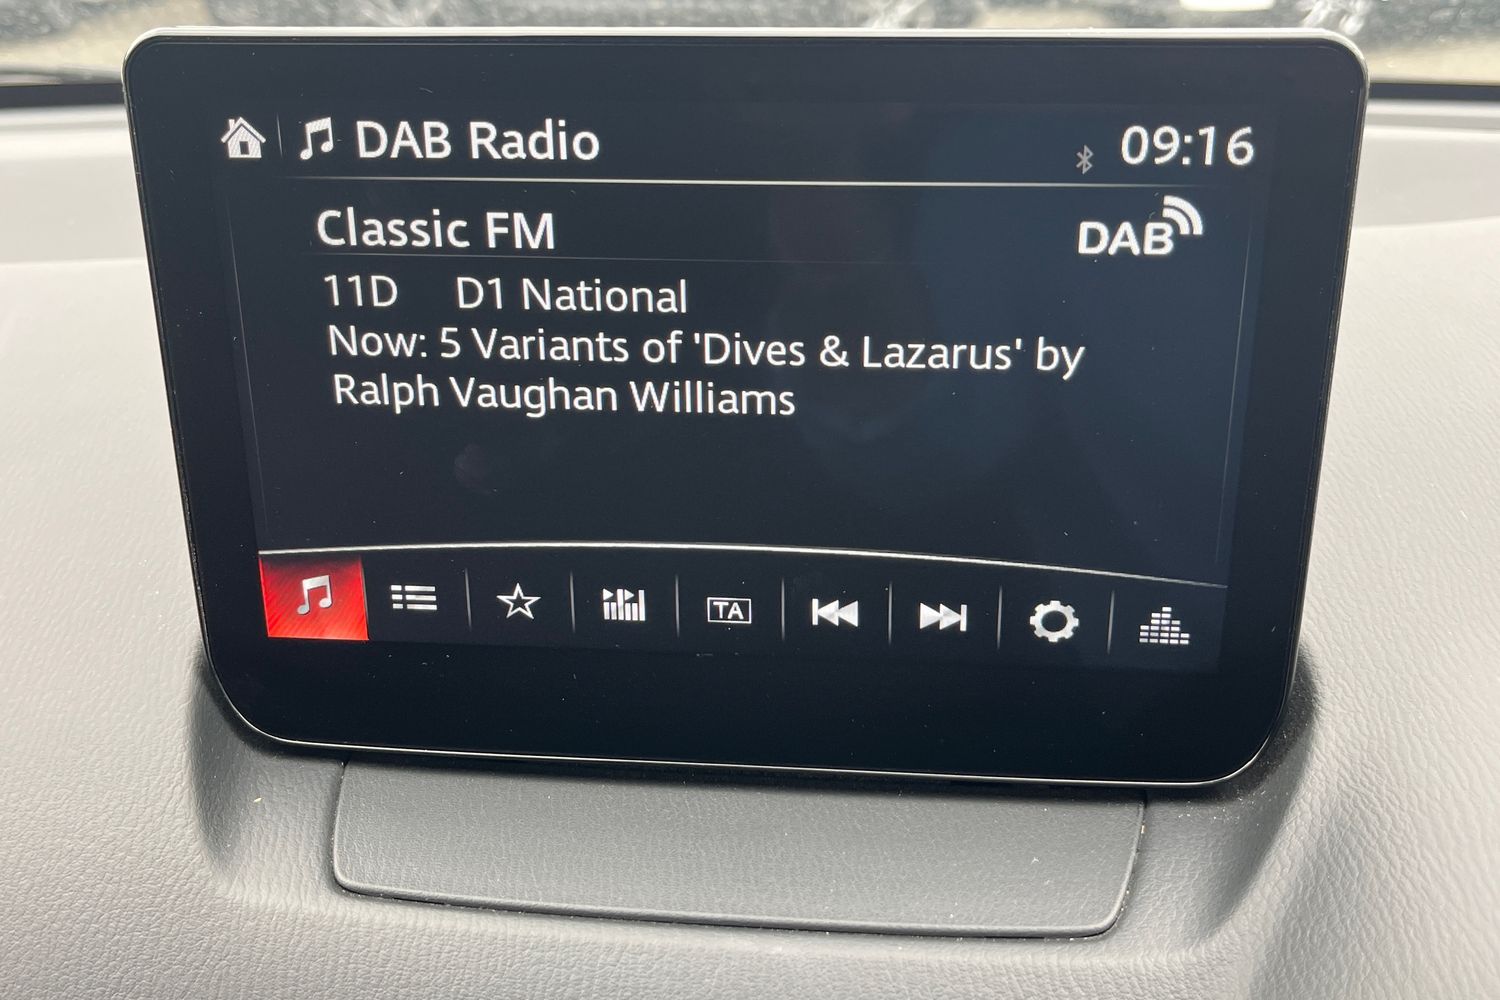 DAB Radio
09:16
Classic FM
DAB
11D D1 National
Now: 5 Variants of 'Dives & Lazarus' by
Ralph Vaughan Williams
TA